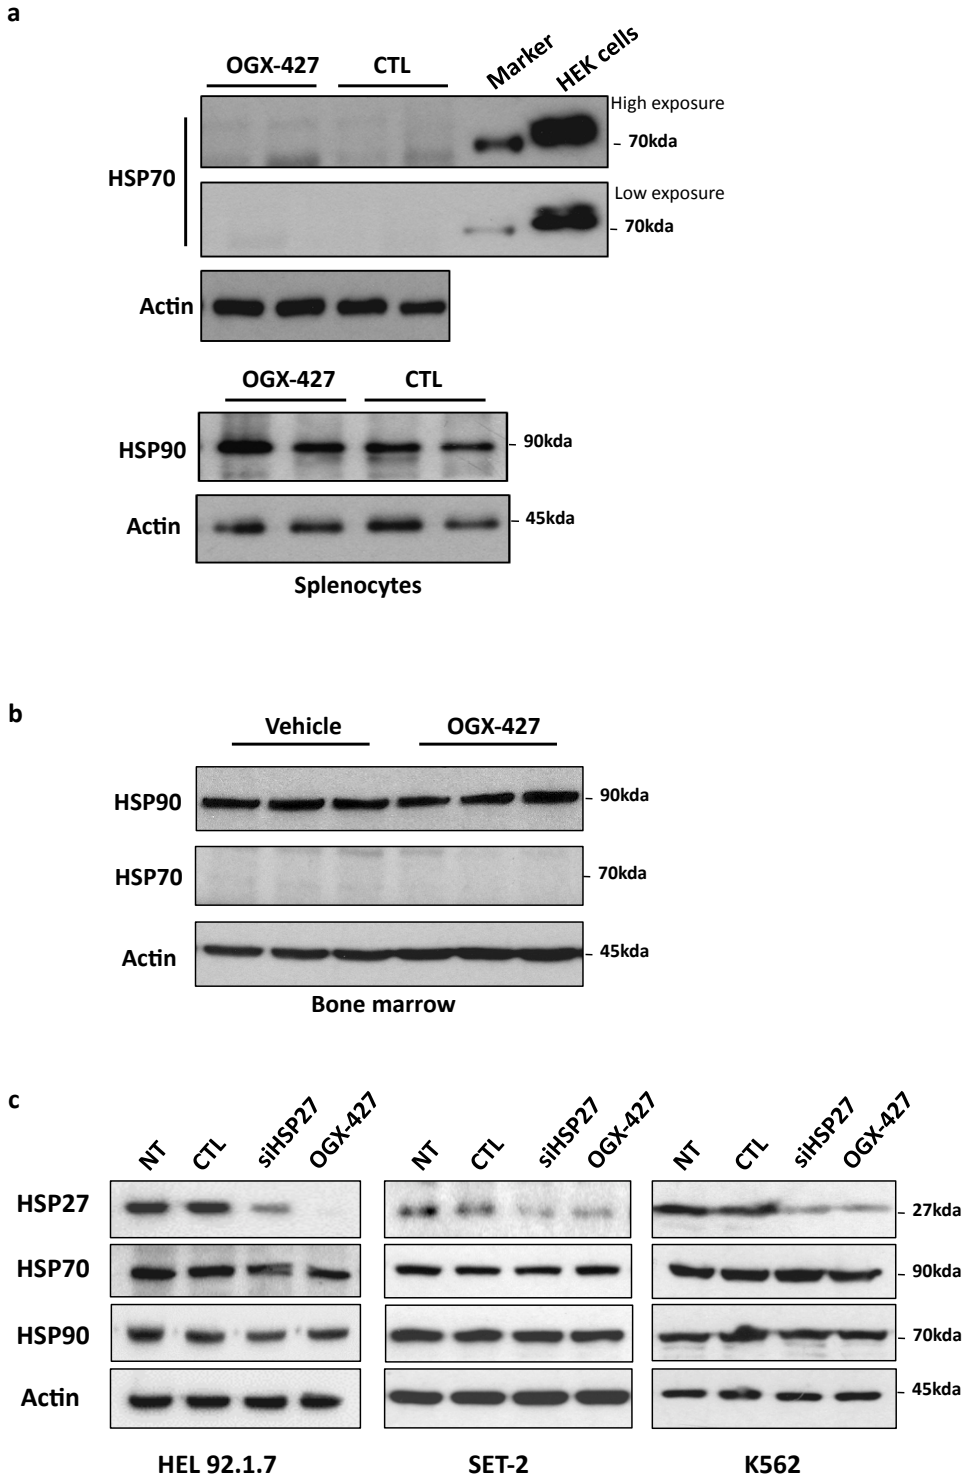 a
OGX-427 CTL Marker HEK cells
High exposure
70kda
HSP70
Low exposure
70kda
Actin
OGX-427 CTL
HSP90 90kda
Actin 45kda
Splenocytes
b
Vehicle OGX-427
HSP90 90kda
HSP70 70kda
Actin 45kda
Bone marrow
c
NT CTL siHSP27 OGX-427 NT CTL siHSP27 OGX-427 NT CTL siHSP27 OGX-427
HSP27 27kda
HSP70 90kda
HSP90 70kda
Actin 45kda
HEL 92.1.7 SET-2 K562